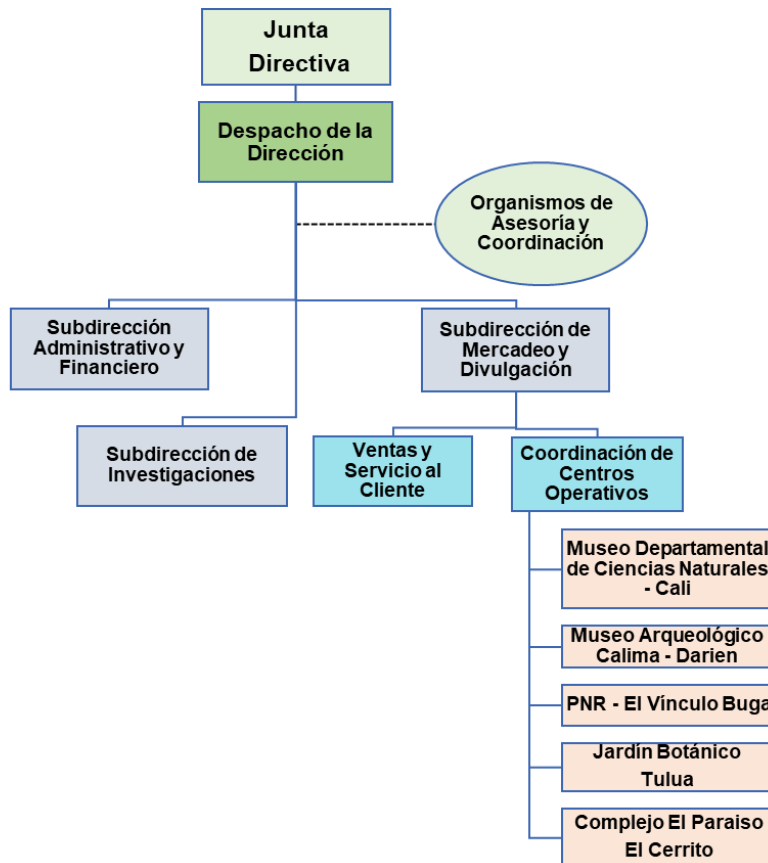 Junta
Directiva
Despacho de la
Dirección
Organismos de
Asesoría y
Coordinación
Subdirección
Administrativo y
Financiero
Subdirección de
Mercadeo y
Divulgación
Subdirección de
Investigaciones
Ventas y
Servicio al
Cliente
Coordinación de
Centros
Operativos
Museo Departamental
de Ciencias Naturales
- Cali
Museo Arqueológico
Calima - Darien
PNR - El Vínculo Buga
Jardín Botánico
Tulua
Complejo El Paraiso
El Cerrito